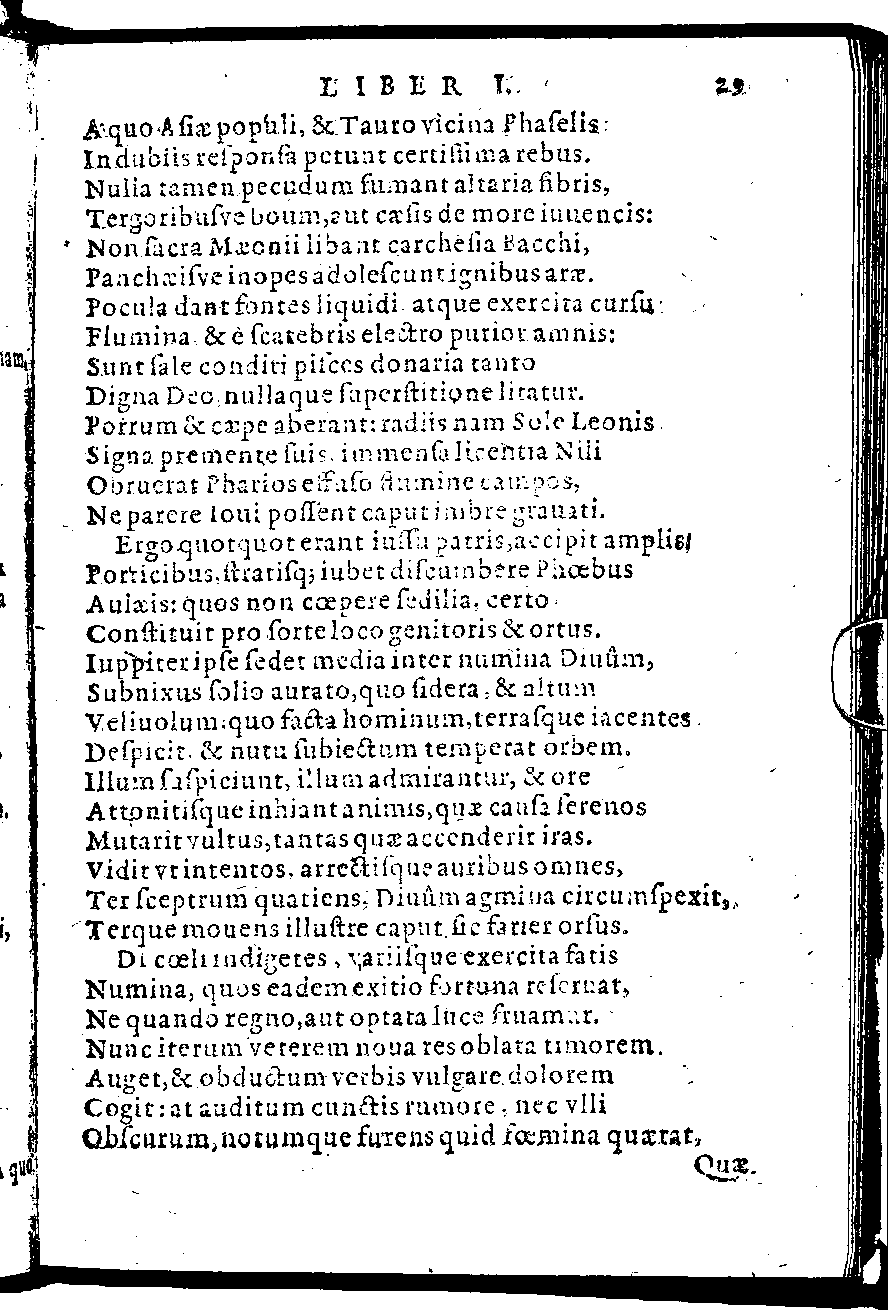 LIBER I. 29
A quo Asiæ populi, & Tauro vicina Phaselis:
In dubiis responsa petunt certissima rebus.
Nulla tamen pecudum fumant altaria fibris,
Tergoribusve boum, aut cæsis de more iuuencis:
Non sacra Mæonii libant carchesia Bacchi,
Panchæisve inopes adolescunt ignibus aræ.
Pocula dant fontes liquidi. atque exercita cursu
Flumina. & è scatebris electro purior amnis:
Sunt sale conditi pisces donaria tanto
Digna Deo, nullaque superstitione litatur.
Porrum & cæpe aberant: radiis nam Sole Leonis
Signa premente suis, immensa licentia Nili
Obruerat Pharios effuso flumine campos,
Ne parere Ioui possent caput imbre grauati.
Ergo quotquot erant iussu patris, accipit amplis
Porticibus, stratisq; iubet discumbere Phœbus
Aulæis: quos non cœpere sedilia, certo
Constituit pro sorte loco genitoris & ortus.
Iuppiter ipse sedet media inter numina Diuûm,
Subnixus solio aurato, quo sidera, & altum
Veliuolum: quo facta hominum, terrasque iacentes
Despicit. & nutu subiectum temperat orbem.
Illum suspiciunt, illum admirantur, & ore
Attonitisque inhiant animis, quæ causa serenos
Mutarit vultus, tantas quæ accenderit iras.
Vidit vt intentos, arrectisque auribus omnes,
Ter sceptrum quatiens, Diuûm agmina circumspexit,
Terque mouens illustre caput. sic farier orsus.
Di cœli indigetes, variisque exercita fatis
Numina, quos eadem exitio fortuna reseruat,
Ne quando regno, aut optata luce fruamur.
Nunc iterum veterem noua res oblata timorem.
Auget, & obductum verbis vulgare dolorem
Cogit: at auditum cunctis rumore, nec vlli
Obscurum, notumque furens quid fœmina quærat,
Quæ.